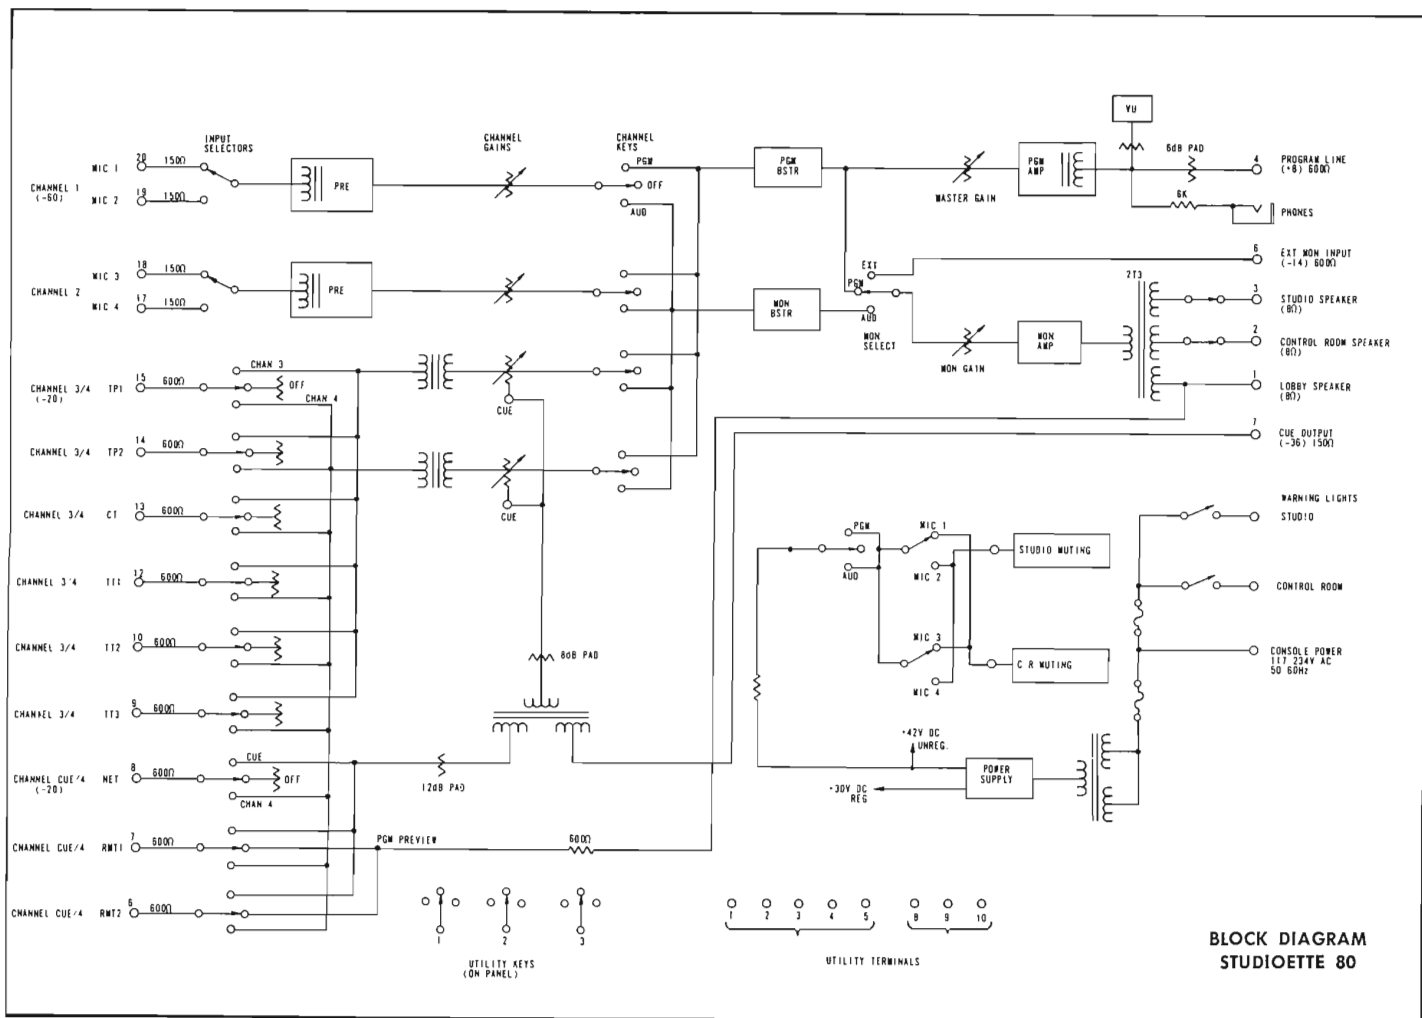 VU
INPUT
SELECTORS
CHANNEL
GAINS
CHANNEL
KEYS
MIC 1 20 150Ω
CHANNEL 1
(-60)
MIC 2 19 150Ω
PRE
PGM
OFF
AUD
PGM
BSTR
MASTER GAIN
PGM
AMP
6dB PAD
4 PROGRAM LINE
(+8) 600Ω
6K
PHONES
MIC 3 18 150Ω
CHANNEL 2
MIC 4 17 150Ω
PRE
MON
BSTR
EXT
PGM
AUD
MON
SELECT
MON GAIN
MON
AMP
2T3
6 EXT MON INPUT
(-14) 600Ω
3 STUDIO SPEAKER
(8Ω)
2 CONTROL ROOM SPEAKER
(8Ω)
1 LOBBY SPEAKER
(8Ω)
7 CUE OUTPUT
(-36) 150Ω
CHAN 3
CHANNEL 3/4 TP1 15 600Ω OFF
(-20)
CHAN 4
CUE
CHANNEL 3/4 TP2 14 600Ω
CUE
CHANNEL 3/4 CT 13 600Ω
CHANNEL 3/4 TT1 12 600Ω
CHANNEL 3/4 TT2 10 600Ω
CHANNEL 3/4 TT3 9 600Ω
CUE
CHANNEL CUE/4 NET 8 600Ω OFF
(-20)
CHAN 4
CHANNEL CUE/4 RMT1 7 600Ω
CHANNEL CUE/4 RMT2 6 600Ω
8dB PAD
12dB PAD
PGM PREVIEW
600Ω
PGM
AUD
MIC 1
MIC 2
MIC 3
MIC 4
STUDIO MUTING
C R MUTING
WARNING LIGHTS
STUDIO
CONTROL ROOM
CONSOLE POWER
117 234V AC
50 60Hz
+42V DC
UNREG.
+30V DC
REG
POWER
SUPPLY
1 2 3
UTILITY KEYS
(ON PANEL)
1 2 3 4 5 8 9 10
UTILITY TERMINALS
BLOCK DIAGRAM
STUDIOETTE 80